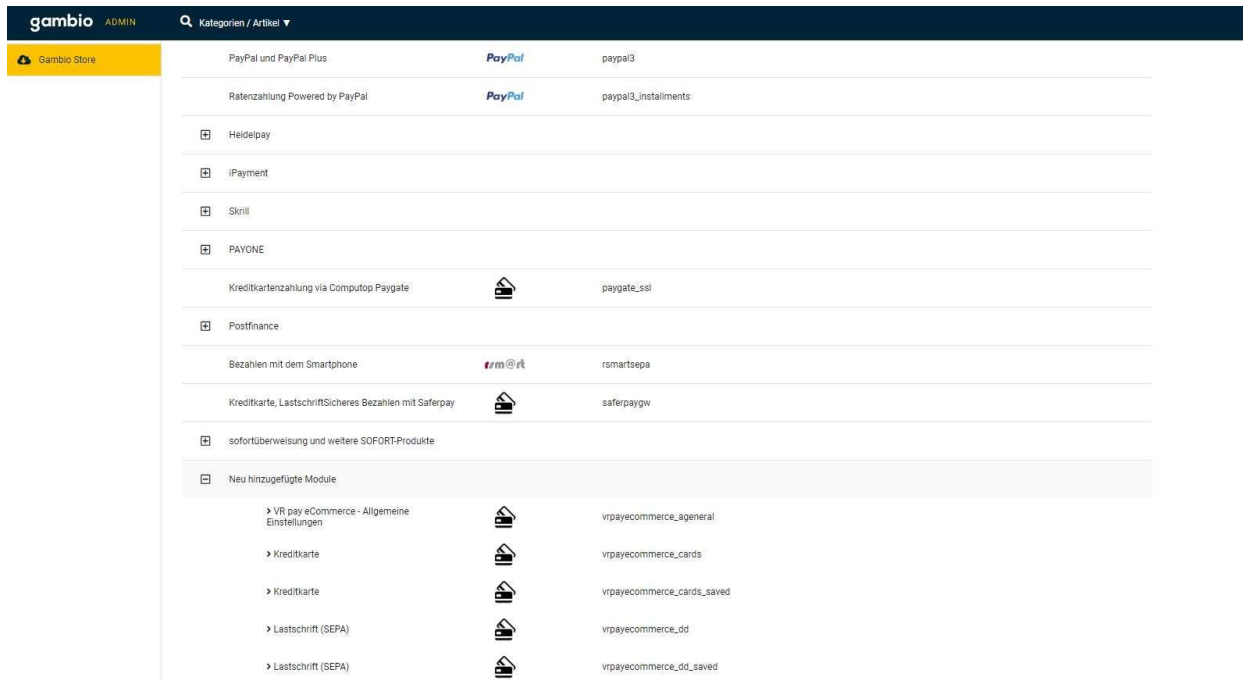 gambio ADMIN
Kategorien / Artikel ▼
Gambio Store
PayPal und PayPal Plus PayPal paypal3
Ratenzahlung Powered by PayPal PayPal paypal3_installments
Heidelpay
iPayment
Skrill
PAYONE
Kreditkartenzahlung via Computop Paygate paygate_ssl
Postfinance
Bezahlen mit dem Smartphone rsm@rt rsmartsepa
Kreditkarte, LastschriftSicheres Bezahlen mit Saferpay saferpaygw
sofortüberweisung und weitere SOFORT-Produkte
Neu hinzugefügte Module
> VR pay eCommerce - Allgemeine
Einstellungen vrpayecommerce_ageneral
> Kreditkarte vrpayecommerce_cards
> Kreditkarte vrpayecommerce_cards_saved
> Lastschrift (SEPA) vrpayecommerce_dd
> Lastschrift (SEPA) vrpayecommerce_dd_saved